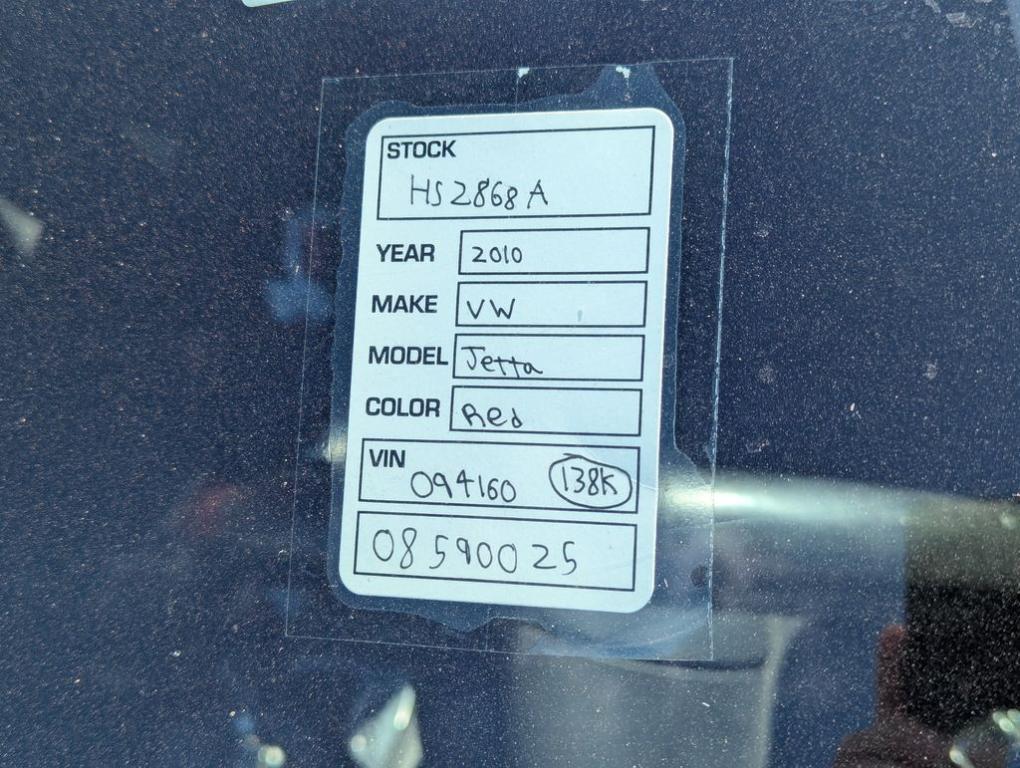 STOCK
HS2868A
YEAR 2010
MAKE VW
MODEL Jetta
COLOR Red
VIN
094160 138K
08590025